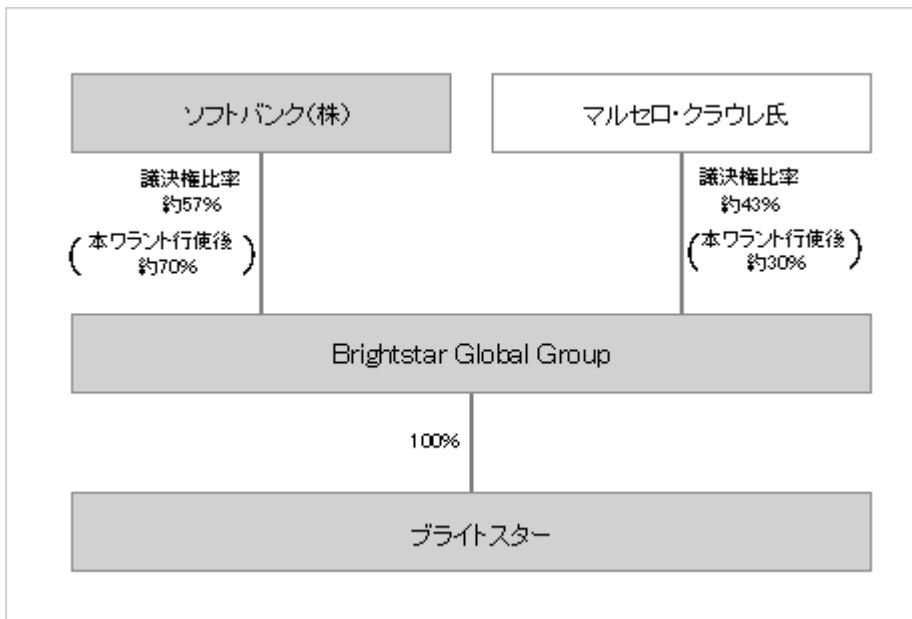 ソフトバンク(株)
マルセロ・クラウレ氏
議決権比率
約57%
(本ワラント行使後
約70%)
議決権比率
約43%
(本ワラント行使後
約30%)
Brightstar Global Group
100%
ブライトスター